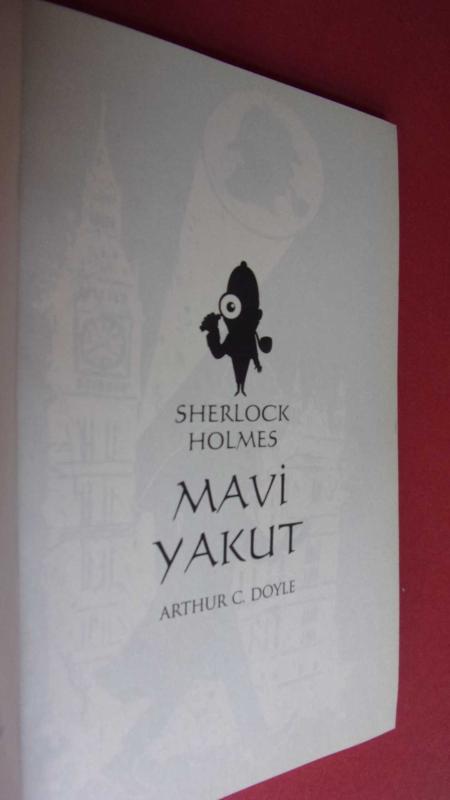 SHERLOCK
HOLMES
MAVİ
YAKUT
ARTHUR C. DOYLE